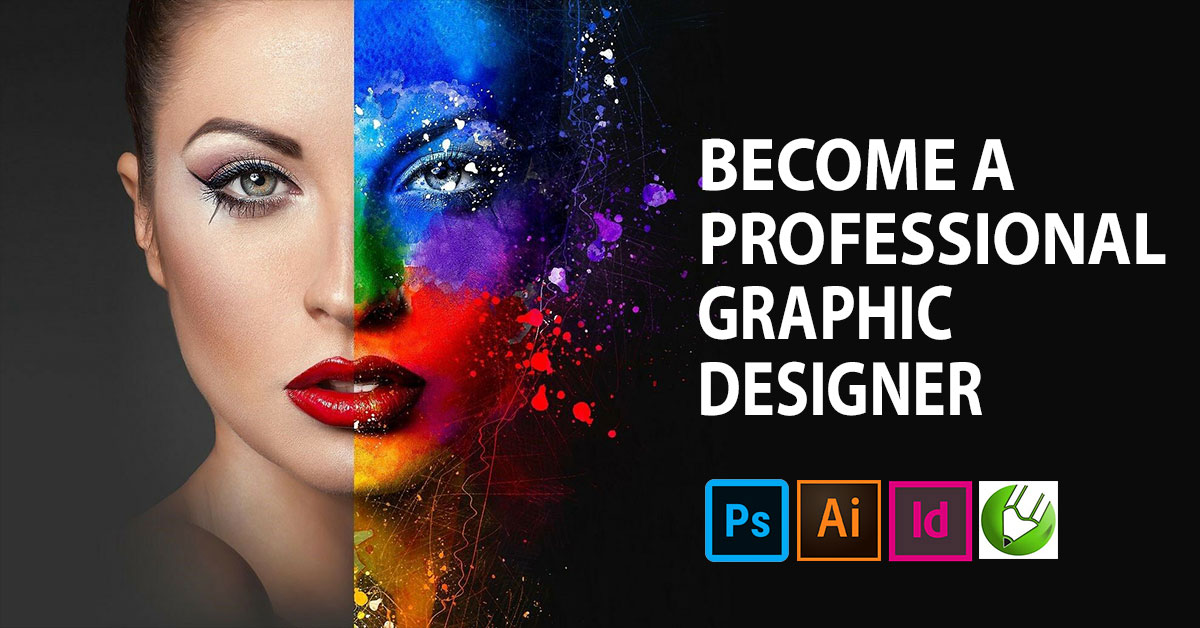 BECOME A
PROFESSIONAL
GRAPHIC
DESIGNER
Ps Ai Id